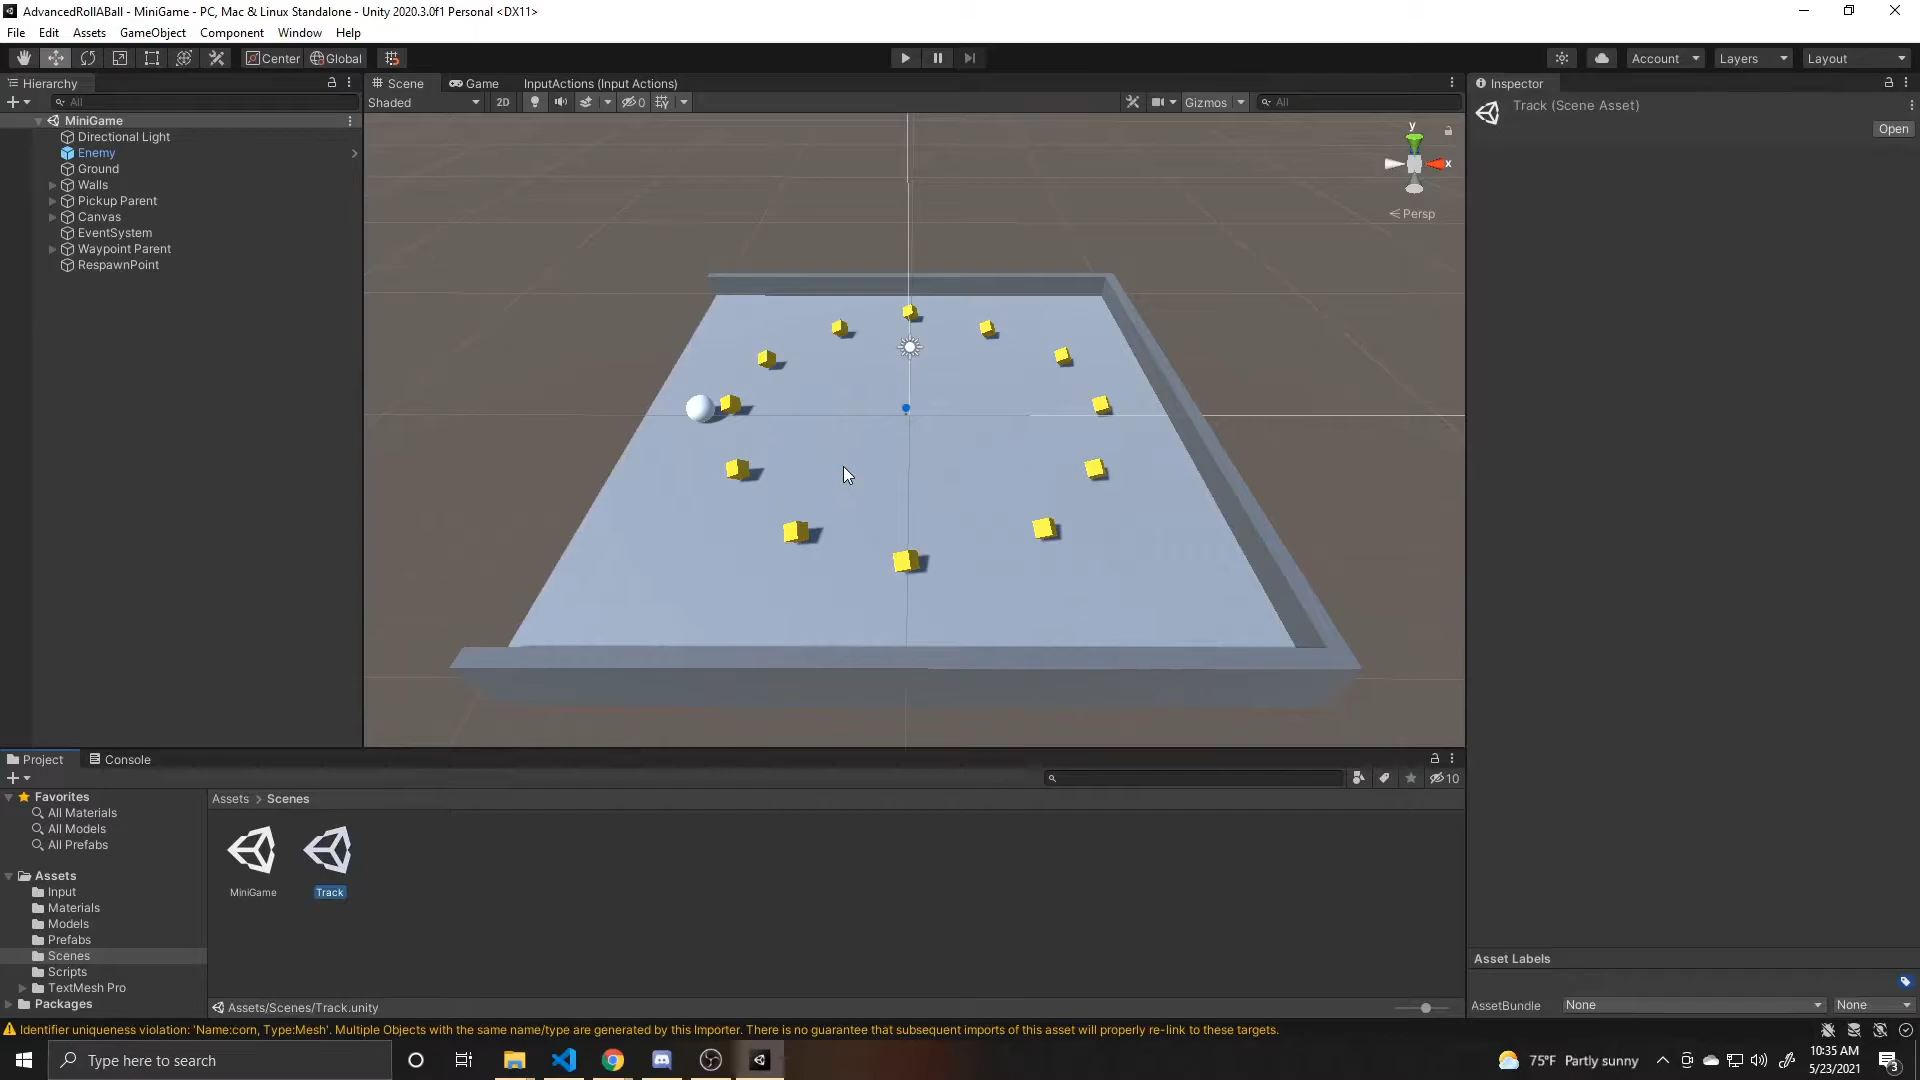 AdvancedRollABall - MiniGame - PC, Mac & Linux Standalone - Unity 2020.3.0f1 Personal <DX11>
File Edit Assets GameObject Component Window Help
Center Global Account Layers Layout
Hierarchy
All
MiniGame
Directional Light
Enemy
Ground
Walls
Pickup Parent
Canvas
EventSystem
Waypoint Parent
RespawnPoint
Scene Game InputActions (Input Actions)
Shaded 2D 0 Gizmos All
y
x
Persp
Inspector
Track (Scene Asset)
Open
Project Console
10
Favorites
All Materials
All Models
All Prefabs
Assets
Input
Materials
Models
Prefabs
Scenes
Scripts
TextMesh Pro
Packages
Assets > Scenes
MiniGame Track
Assets/Scenes/Track.unity
Asset Labels
AssetBundle None None
Identifier uniqueness violation: 'Name:corn, Type:Mesh'. Multiple Objects with the same name/type are generated by this Importer. There is no guarantee that subsequent imports of this asset will properly re-link to these targets.
Type here to search
75°F Partly sunny
10:35 AM
5/23/2021
3